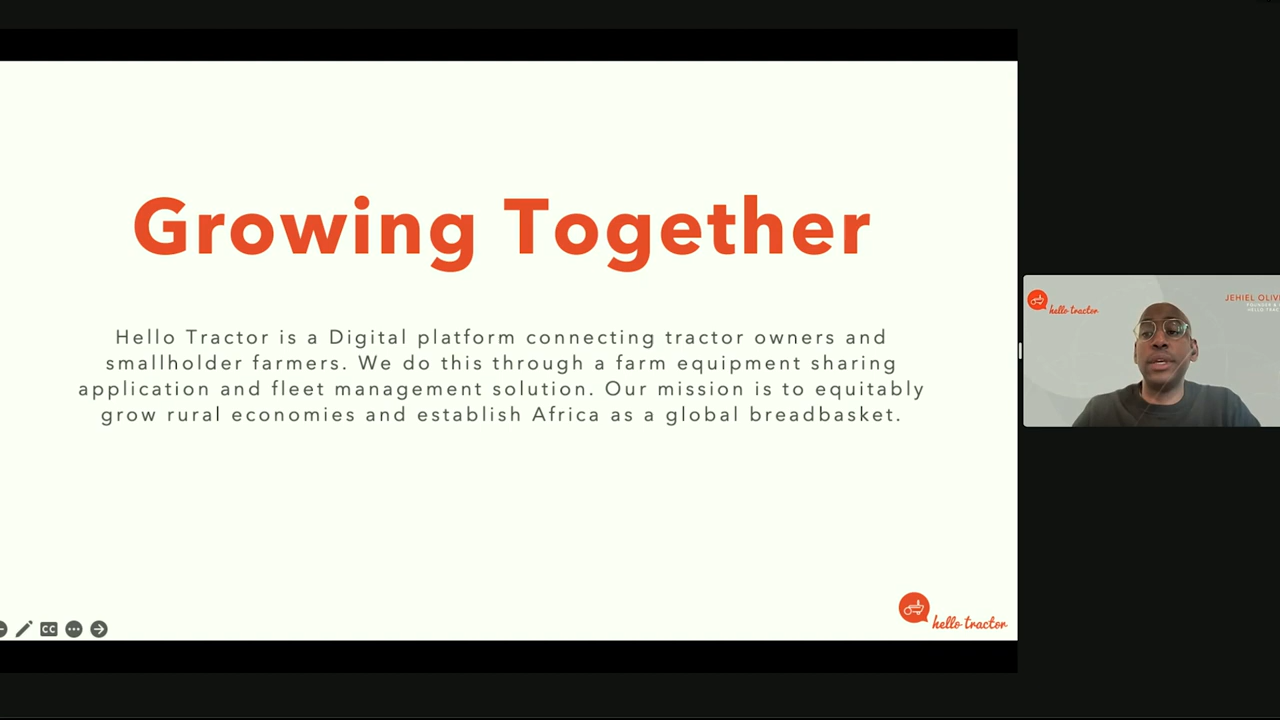 Growing Together
Hello Tractor is a Digital platform connecting tractor owners and
smallholder farmers. We do this through a farm equipment sharing
application and fleet management solution. Our mission is to equitably
grow rural economies and establish Africa as a global breadbasket.
CC
hello tractor
hello tractor
JEHIEL